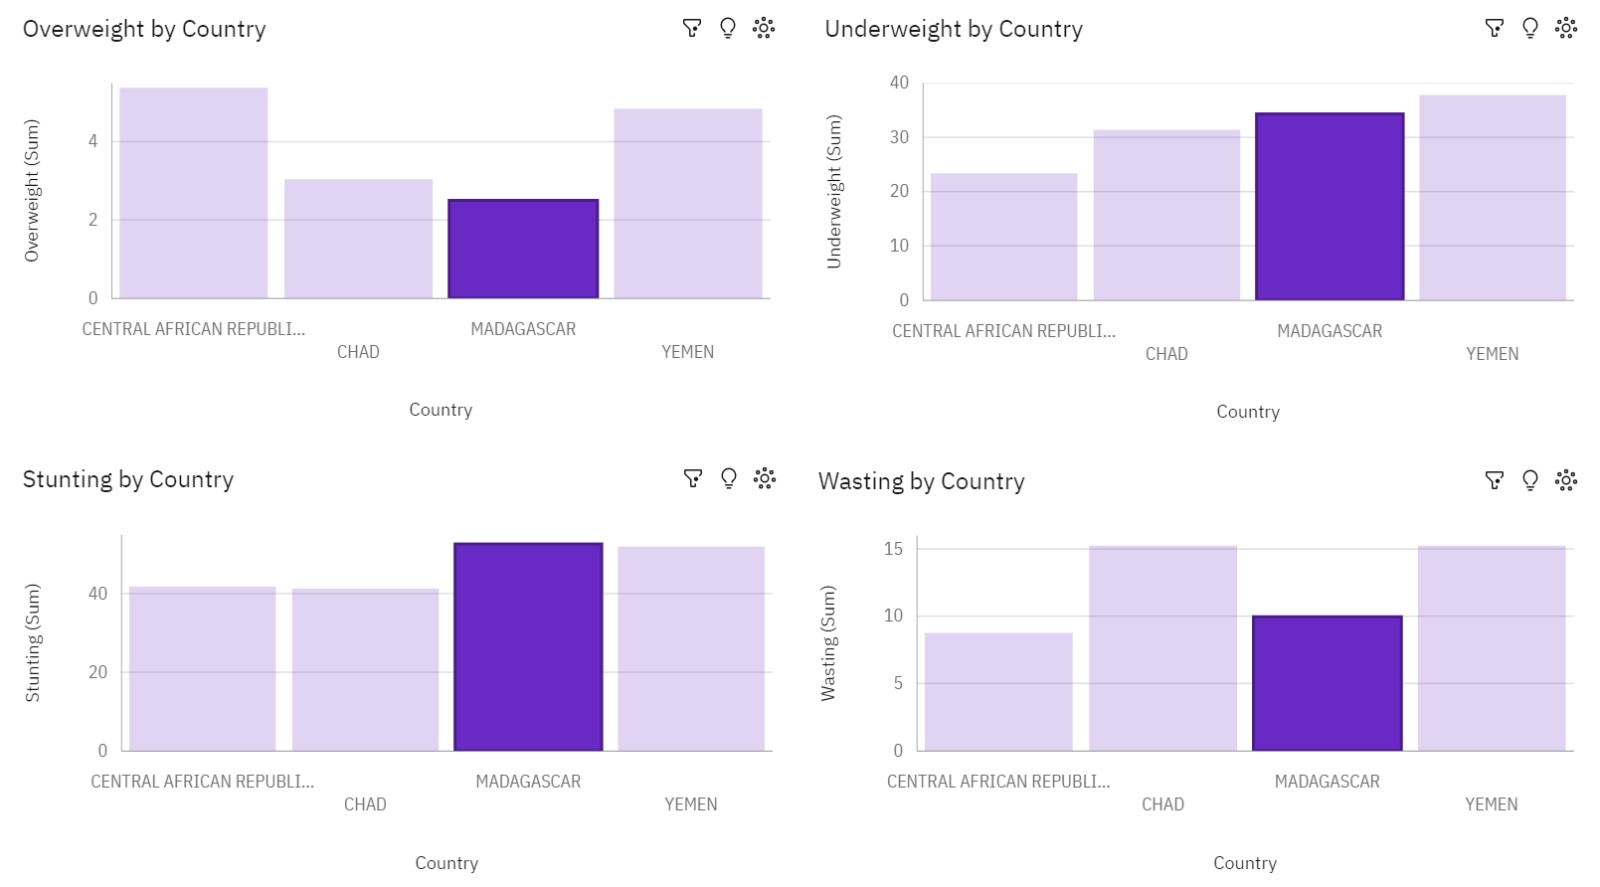 Overweight by Country
Overweight (Sum)
4
2
0
CENTRAL AFRICAN REPUBLI...
CHAD
MADAGASCAR
YEMEN
Country
Underweight by Country
Underweight (Sum)
40
30
20
10
0
CENTRAL AFRICAN REPUBLI...
CHAD
MADAGASCAR
YEMEN
Country
Stunting by Country
Stunting (Sum)
40
20
0
CENTRAL AFRICAN REPUBLI...
CHAD
MADAGASCAR
YEMEN
Country
Wasting by Country
Wasting (Sum)
15
10
5
0
CENTRAL AFRICAN REPUBLI...
CHAD
MADAGASCAR
YEMEN
Country